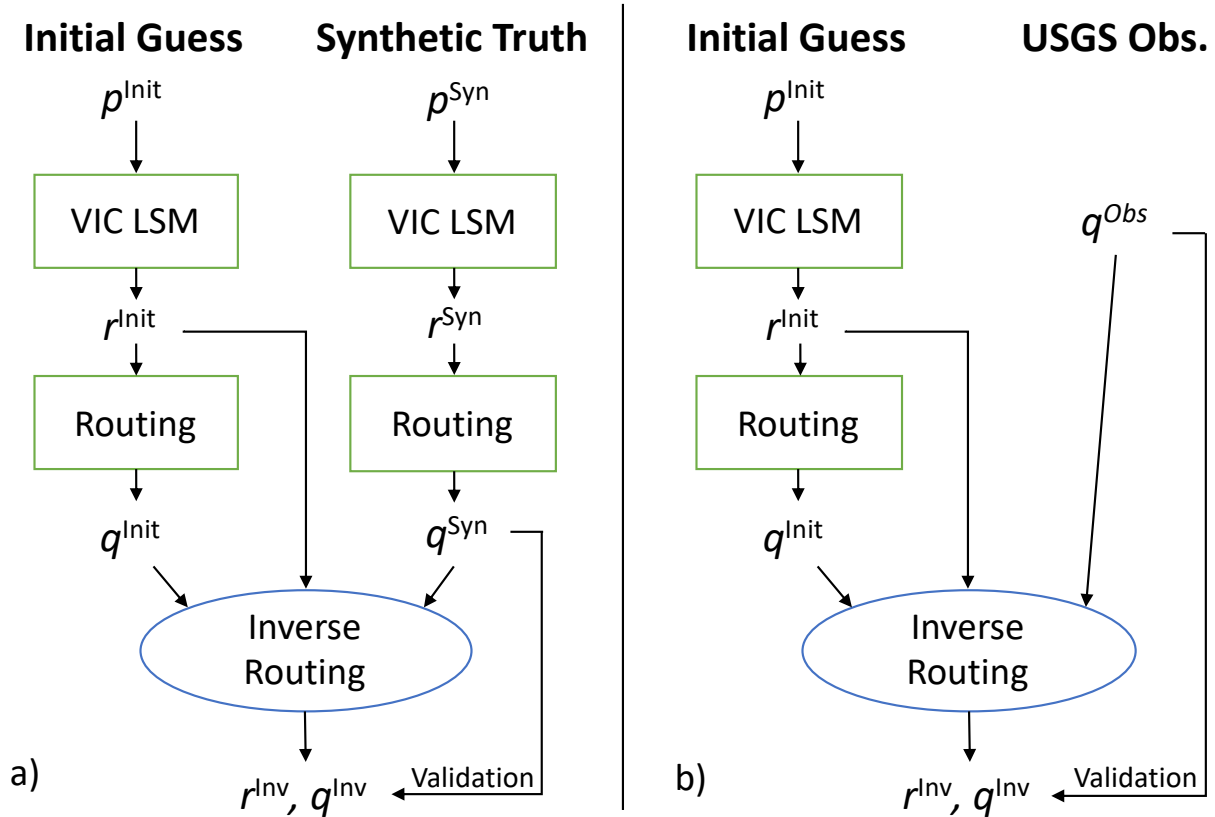 Initial Guess
Synthetic Truth
p^Init
p^Syn
VIC LSM
VIC LSM
r^Init
r^Syn
Routing
Routing
q^Init
q^Syn
Inverse
Routing
a)
Validation
r^Inv, q^Inv
Initial Guess
USGS Obs.
p^Init
VIC LSM
q^Obs
r^Init
Routing
q^Init
Inverse
Routing
b)
Validation
r^Inv, q^Inv